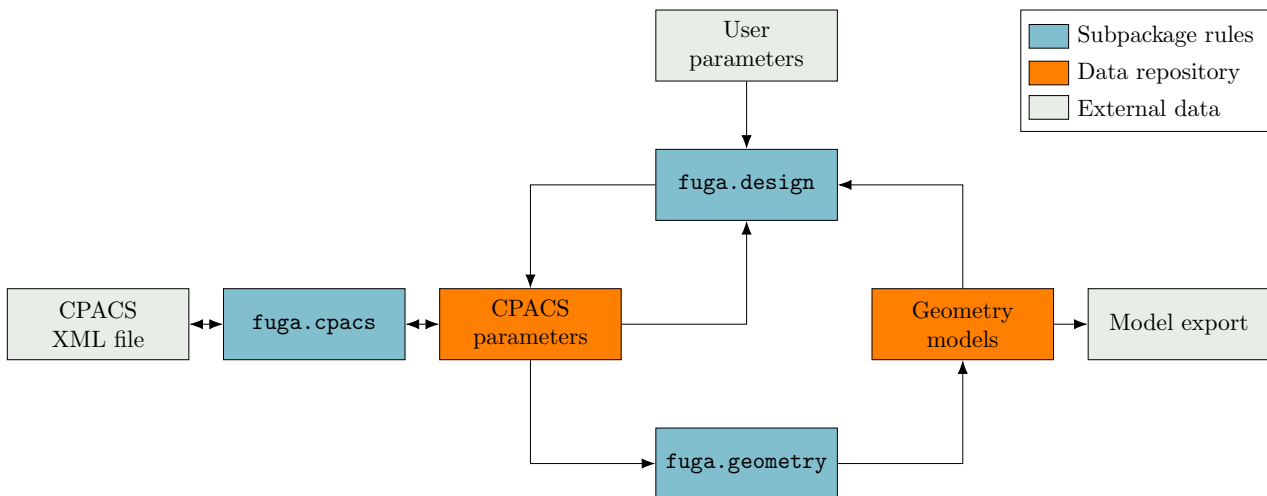 User
parameters
Subpackage rules
Data repository
External data
fuga.design
CPACS
XML file
fuga.cpacs
CPACS
parameters
Geometry
models
Model export
fuga.geometry